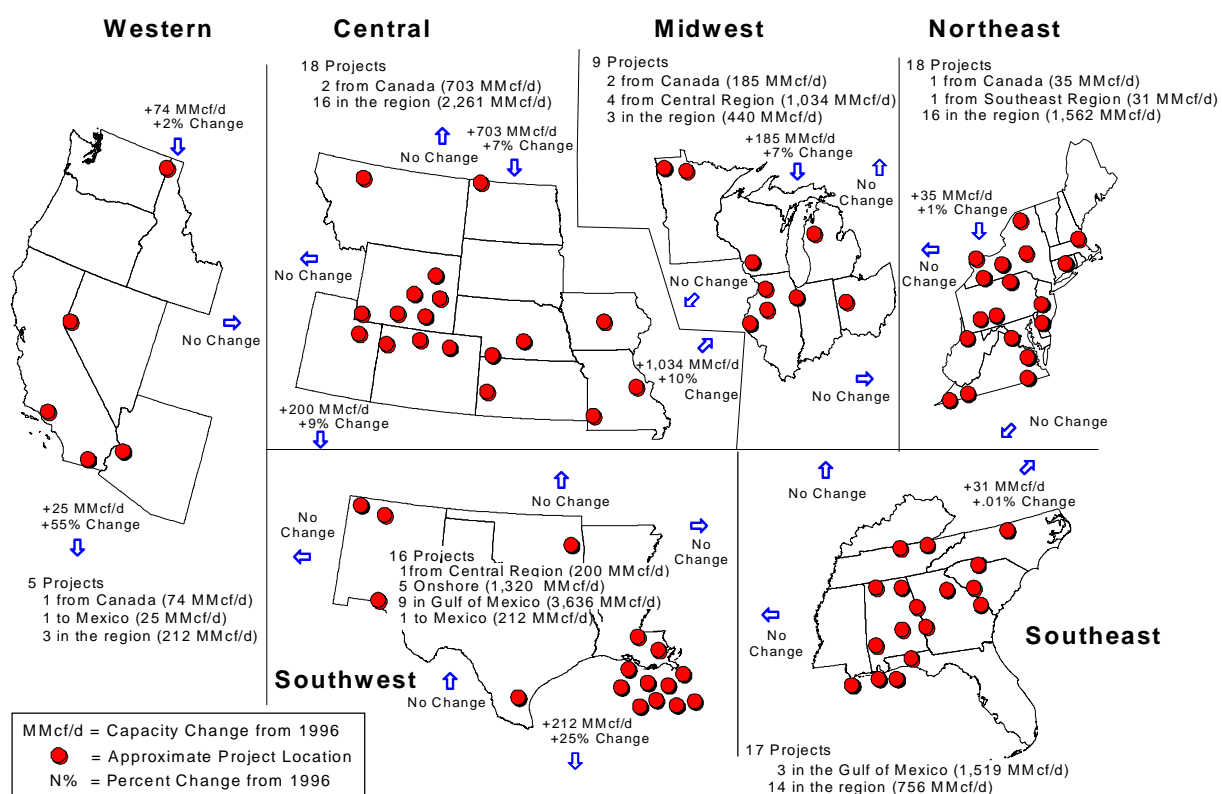 Western
Central
Midwest
Northeast
18 Projects
2 from Canada (703 MMcf/d)
16 in the region (2,261 MMcf/d)
9 Projects
2 from Canada (185 MMcf/d)
4 from Central Region (1,034 MMcf/d)
3 in the region (440 MMcf/d)
18 Projects
1 from Canada (35 MMcf/d)
1 from Southeast Region (31 MMcf/d)
16 in the region (1,562 MMcf/d)
+74 MMcf/d
+2% Change
No Change
+703 MMcf/d
+7% Change
+185 MMcf/d
+7% Change
No
Change
+35 MMcf/d
+1% Change
No Change
No Change
No
Change
No Change
+1,034 MMcf/d
+10%
Change
No Change
+200 MMcf/d
+9% Change
No Change
+25 MMcf/d
+55% Change
5 Projects
1 from Canada (74 MMcf/d)
1 to Mexico (25 MMcf/d)
3 in the region (212 MMcf/d)
No Change
No
Change
No
Change
16 Projects
1from Central Region (200 MMcf/d)
5 Onshore (1,320 MMcf/d)
9 in Gulf of Mexico (3,636 MMcf/d)
1 to Mexico (212 MMcf/d)
No Change
+31 MMcf/d
+.01% Change
No
Change
Southeast
Southwest
No Change
+212 MMcf/d
+25% Change
17 Projects
3 in the Gulf of Mexico (1,519 MMcf/d)
14 in the region (756 MMcf/d)
MMcf/d = Capacity Change from 1996
= Approximate Project Location
N% = Percent Change from 1996